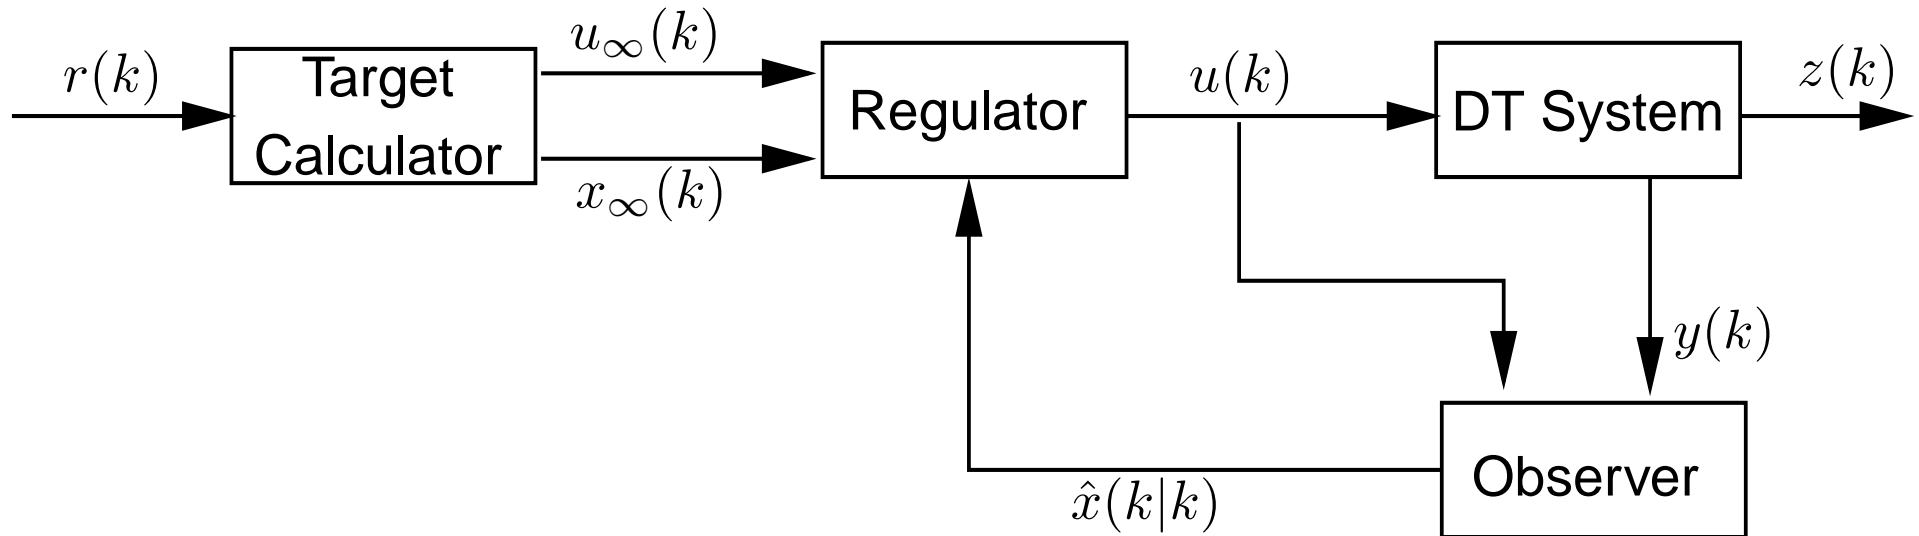 r(k)
Target
Calculator
u∞(k)
x∞(k)
Regulator
u(k)
DT System
z(k)
y(k)
Observer
x̂(k|k)